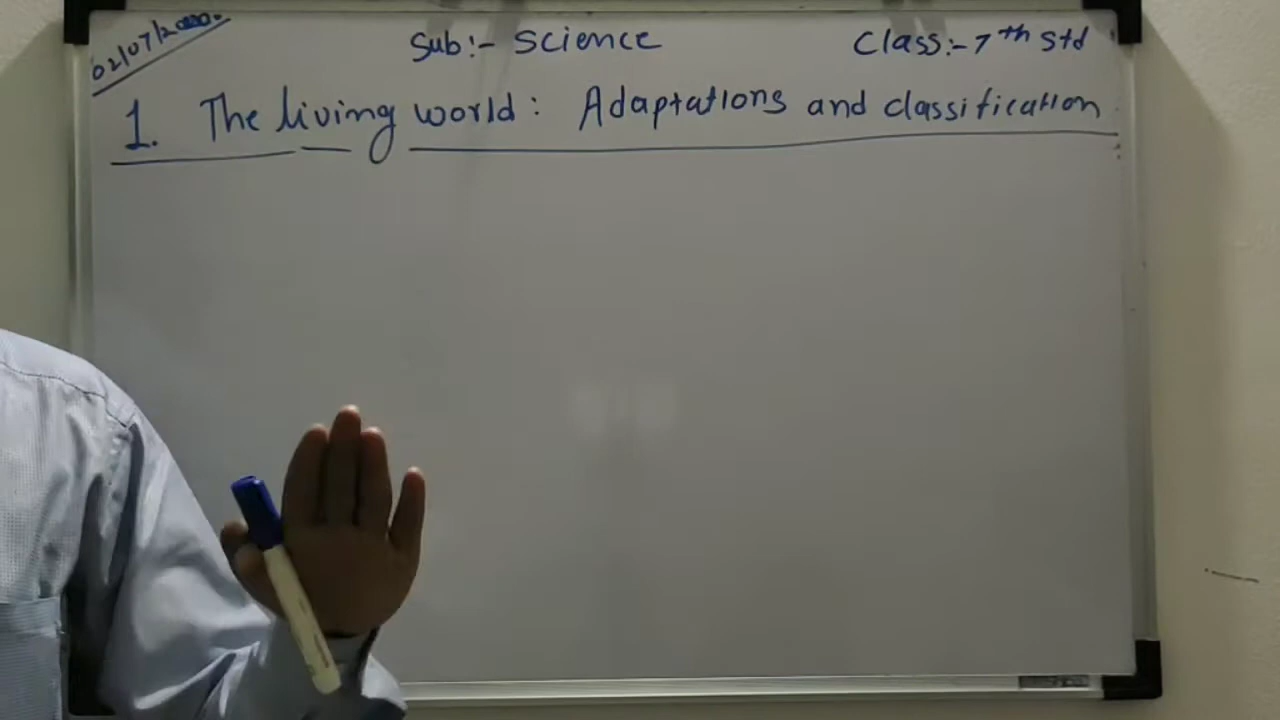 02/07/2020.
Sub:- Science
Class:- 7th std
1. The living world: Adaptations and classification